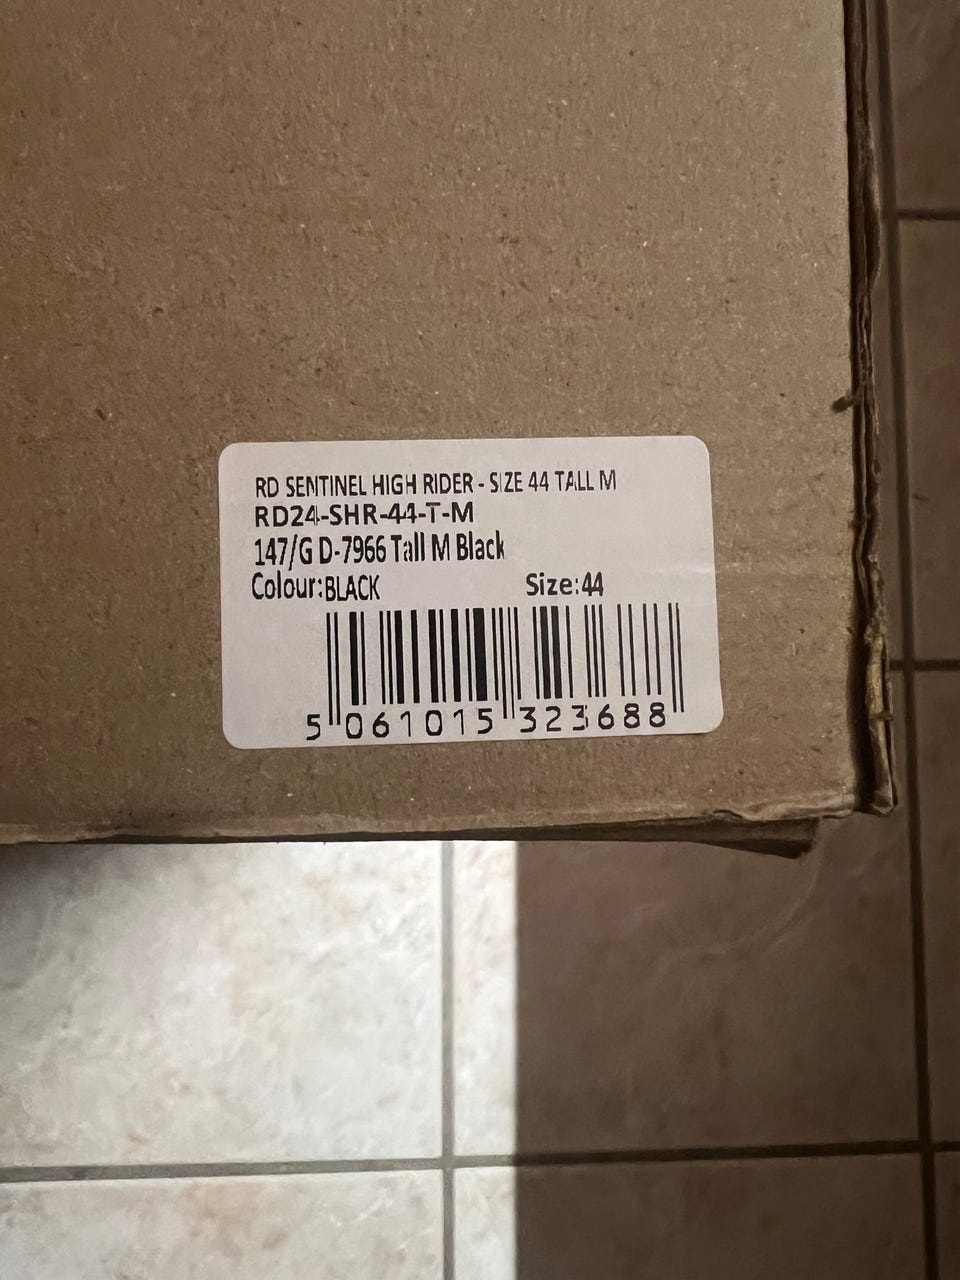 RD SENTINEL HIGH RIDER - SIZE 44 TALL M
RD24-SHR-44-T-M
147/G D-7966 Tall M Black
Colour:BLACK Size:44
5 061015 323688